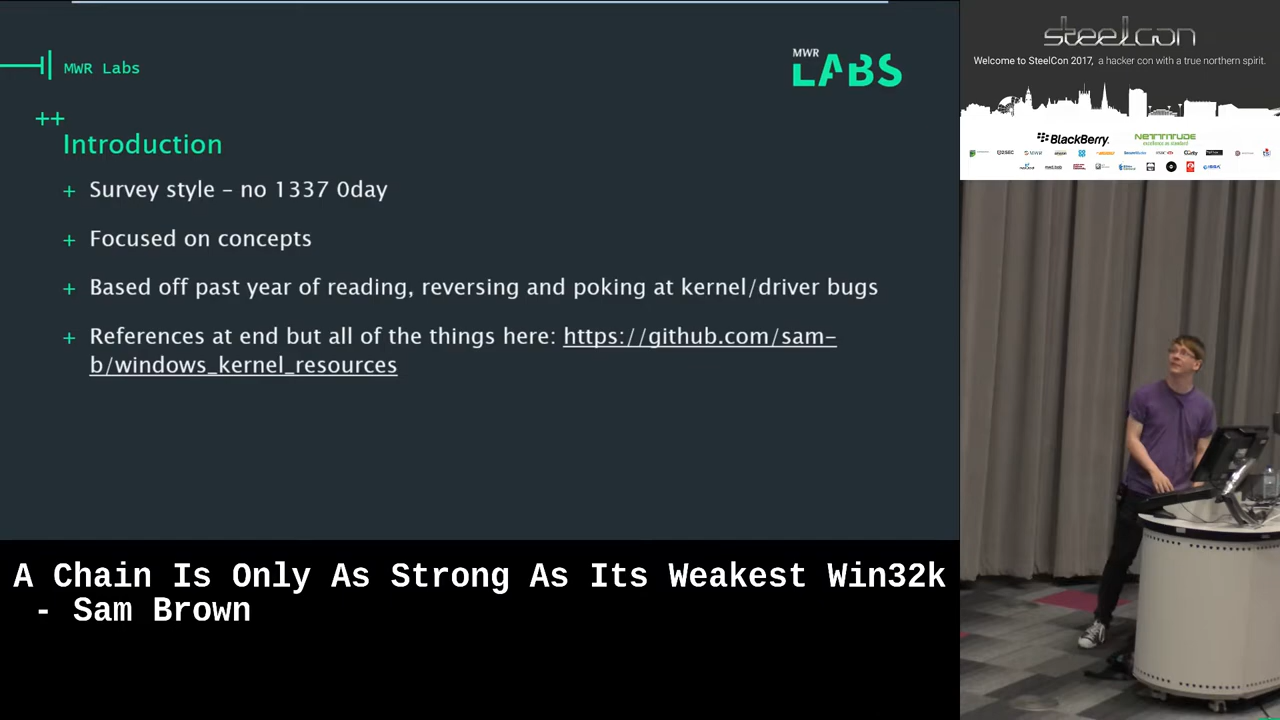 MWR Labs
MWR
LABS
++
Introduction
+ Survey style – no 1337 0day
+ Focused on concepts
+ Based off past year of reading, reversing and poking at kernel/driver bugs
+ References at end but all of the things here: https://github.com/sam-
b/windows_kernel_resources
A Chain Is Only As Strong As Its Weakest Win32k
- Sam Brown
steelcon
Welcome to SteelCon 2017, a hacker con with a true northern spirit.
BlackBerry
NETTITUDE